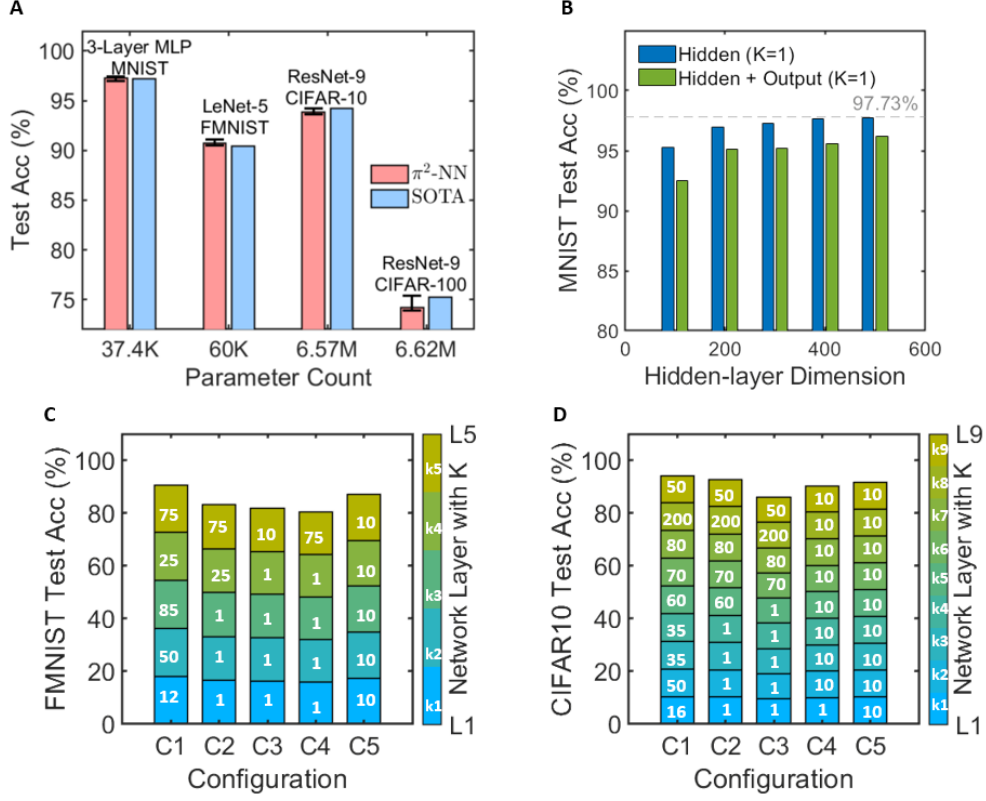 A
Test Acc (%)
100
95
90
85
80
75
3-Layer MLP
MNIST
LeNet-5
FMNIST
ResNet-9
CIFAR-10
ResNet-9
CIFAR-100
π²-NN
SOTA
37.4K 60K 6.57M 6.62M
Parameter Count
B
MNIST Test Acc (%)
100
95
90
85
80
Hidden (K=1)
Hidden + Output (K=1)
97.73%
0 200 400 600
Hidden-layer Dimension
C
FMNIST Test Acc (%)
100
80
60
40
20
0
75 75 10 75 10
25 25 1 1 10
85 1 1 1 10
50 1 1 1 10
12 1 1 1 10
C1 C2 C3 C4 C5
Configuration
L5
k5
k4
k3
k2
k1
L1
Network Layer with K
D
CIFAR10 Test Acc (%)
100
80
60
40
20
0
50 50 50 10 10
200 200 200 10 10
80 80 80 10 10
70 70 70 10 10
60 60 1 10 10
35 1 1 10 10
35 1 1 10 10
50 1 1 10 10
16 1 1 1 10
C1 C2 C3 C4 C5
Configuration
L9
k9
k8
k7
k6
k5
k4
k3
k2
k1
L1
Network Layer with K